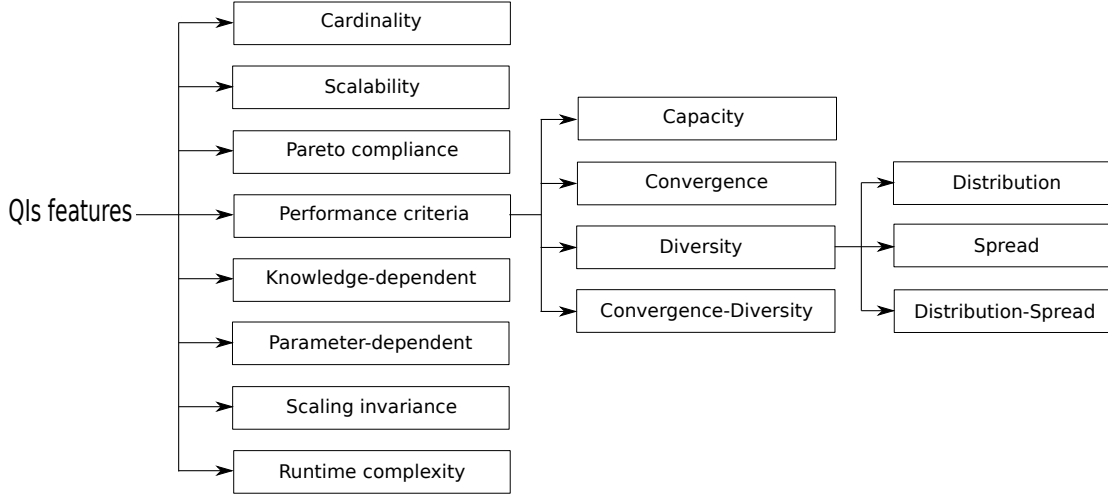 QIs features
Cardinality
Scalability
Pareto compliance
Performance criteria
Knowledge-dependent
Parameter-dependent
Scaling invariance
Runtime complexity
Capacity
Convergence
Diversity
Convergence-Diversity
Distribution
Spread
Distribution-Spread